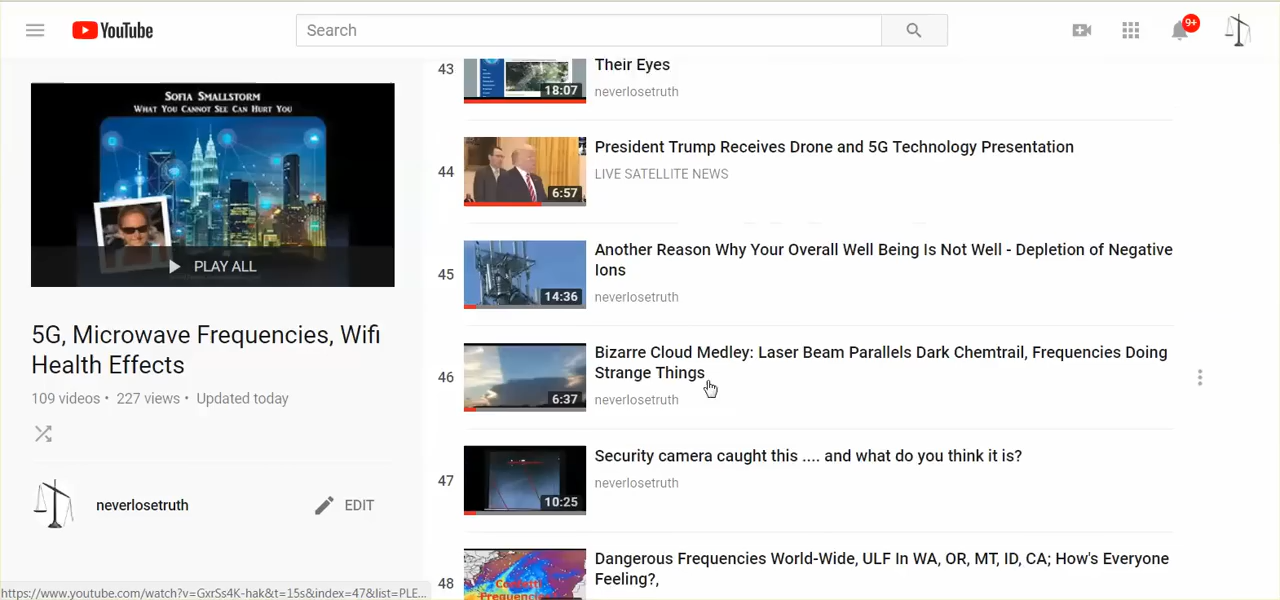 YouTube
Search
9+
SOFIA SMALLSTORM
WHAT YOU CANNOT SEE CAN HURT YOU
PLAY ALL
5G, Microwave Frequencies, Wifi
Health Effects
109 videos • 227 views • Updated today
neverlosetruth
EDIT
43
18:07
Their Eyes
neverlosetruth
44
6:57
President Trump Receives Drone and 5G Technology Presentation
LIVE SATELLITE NEWS
45
14:36
Another Reason Why Your Overall Well Being Is Not Well - Depletion of Negative
Ions
neverlosetruth
46
6:37
Bizarre Cloud Medley: Laser Beam Parallels Dark Chemtrail, Frequencies Doing
Strange Things
neverlosetruth
47
10:25
Security camera caught this .... and what do you think it is?
neverlosetruth
48
Frequencies
Dangerous Frequencies World-Wide, ULF In WA, OR, MT, ID, CA; How's Everyone
Feeling?,
https://www.youtube.com/watch?v=GxrSs4K-hak&t=15s&index=47&list=PLE...